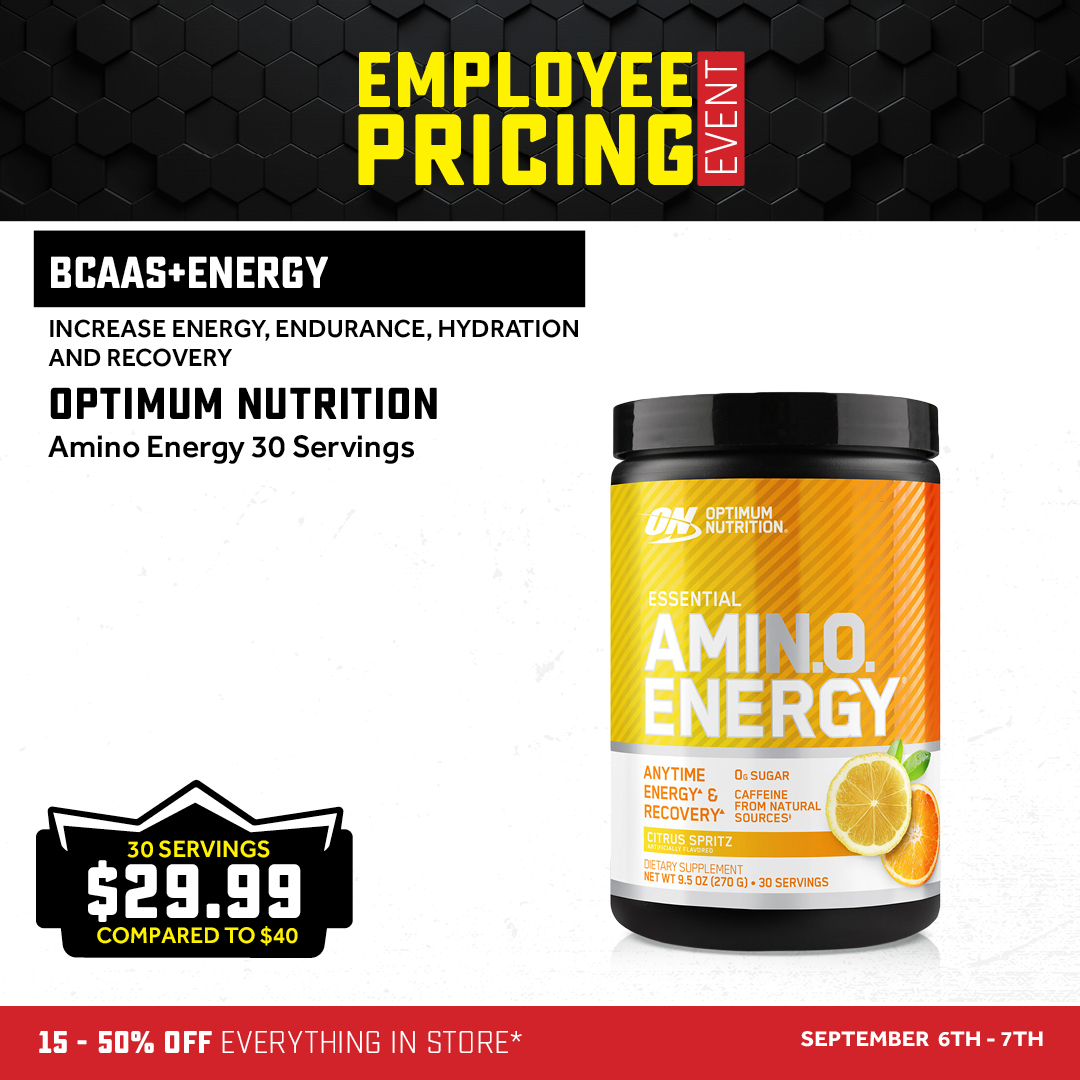 EMPLOYEE
PRICING
EVENT
BCAAS+ENERGY
INCREASE ENERGY, ENDURANCE, HYDRATION
AND RECOVERY
OPTIMUM NUTRITION
Amino Energy 30 Servings
ON OPTIMUM
NUTRITION®
ESSENTIAL
AMIN.O.
ENERGY
ANYTIME
ENERGY▲ &
RECOVERY▲
0G SUGAR
CAFFEINE
FROM NATURAL
SOURCES‡
CITRUS SPRITZ
ARTIFICIALLY FLAVORED
DIETARY SUPPLEMENT
NET WT 9.5 OZ (270 G) • 30 SERVINGS
30 SERVINGS
$29.99
COMPARED TO $40
15 - 50% OFF EVERYTHING IN STORE*
SEPTEMBER 6TH - 7TH